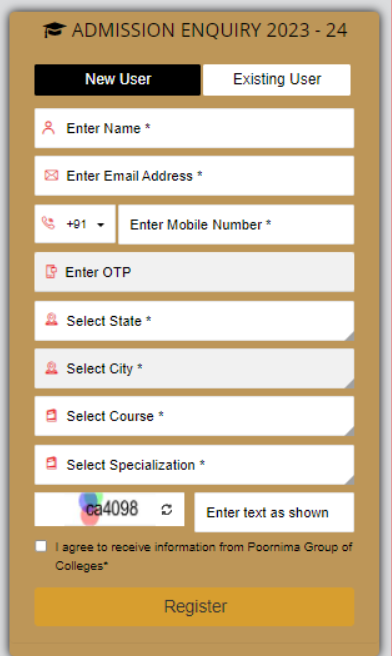 ADMISSION ENQUIRY 2023 - 24
New User
Existing User
Enter Name *
Enter Email Address *
+91
Enter Mobile Number *
Enter OTP
Select State *
Select City *
Select Course *
Select Specialization *
ca4098
Enter text as shown
I agree to receive information from Poornima Group of
Colleges*
Register